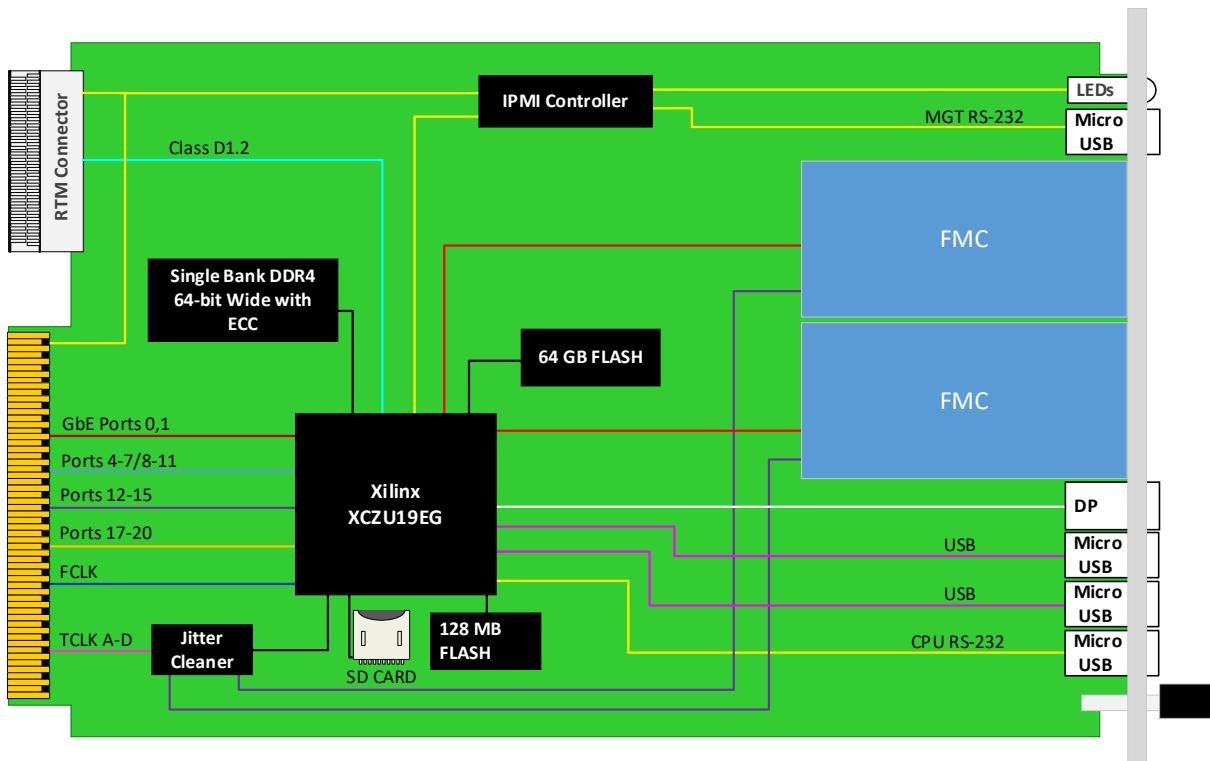 IPMI Controller
LEDs
MGT RS-232
Micro
USB
RTM Connector
Class D1.2
FMC
Single Bank DDR4
64-bit Wide with
ECC
64 GB FLASH
FMC
GbE Ports 0,1
Ports 4-7/8-11
Ports 12-15
Ports 17-20
FCLK
TCLK A-D
Xilinx
XCZU19EG
DP
USB
Micro
USB
USB
Micro
USB
CPU RS-232
Micro
USB
Jitter
Cleaner
SD CARD
128 MB
FLASH